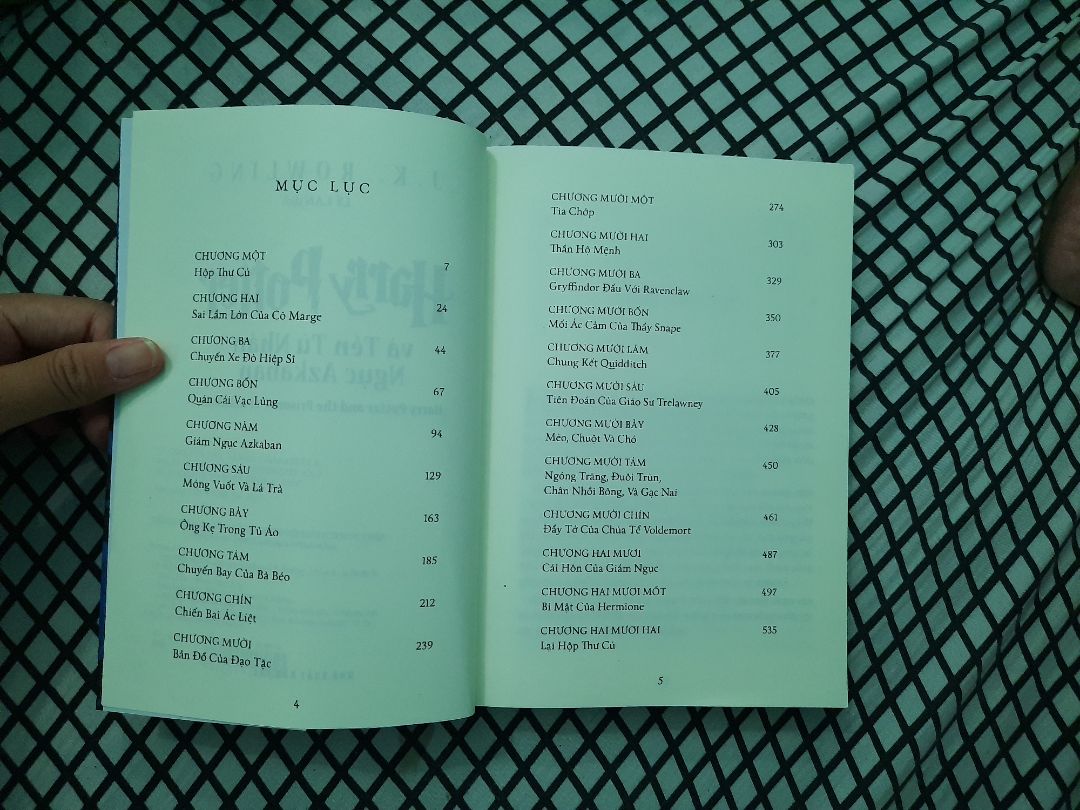 MỤC LỤC
CHƯƠNG MỘT
Hộp Thư Cú 7
CHƯƠNG HAI
Sai Lầm Lớn Của Cô Marge 24
CHƯƠNG BA
Chuyến Xe Đò Hiệp Sĩ 44
CHƯƠNG BỐN
Quán Cái Vạc Lủng 67
CHƯƠNG NĂM
Giám Ngục Azkaban 94
CHƯƠNG SÁU
Móng Vuốt Và Lá Trà 129
CHƯƠNG BẢY
Ông Kẹ Trong Tủ Áo 163
CHƯƠNG TÁM
Chuyến Bay Của Bà Béo 185
CHƯƠNG CHÍN
Chiến Bại Ác Liệt 212
CHƯƠNG MƯỜI
Bản Đồ Của Đạo Tặc 239
4
CHƯƠNG MƯỜI MỘT
Tia Chớp 274
CHƯƠNG MƯỜI HAI
Thần Hộ Mệnh 303
CHƯƠNG MƯỜI BA
Gryffindor Đấu Với Ravenclaw 329
CHƯƠNG MƯỜI BỐN
Mối Ác Cảm Của Thầy Snape 350
CHƯƠNG MƯỜI LĂM
Chung Kết Quidditch 377
CHƯƠNG MƯỜI SÁU
Tiên Đoán Của Giáo Sư Trelawney 405
CHƯƠNG MƯỜI BẢY
Mèo, Chuột Và Chó 428
CHƯƠNG MƯỜI TÁM
Ngóng Trăng, Đuôi Trùn, 450
Chân Nhồi Bông, Và Gạc Nai
CHƯƠNG MƯỜI CHÍN
Đầy Tớ Của Chúa Tể Voldemort 461
CHƯƠNG HAI MƯƠI
Cái Hôn Của Giám Ngục 487
CHƯƠNG HAI MƯƠI MỐT
Bí Mật Của Hermione 497
CHƯƠNG HAI MƯƠI HAI
Lại Hộp Thư Cú 535
5